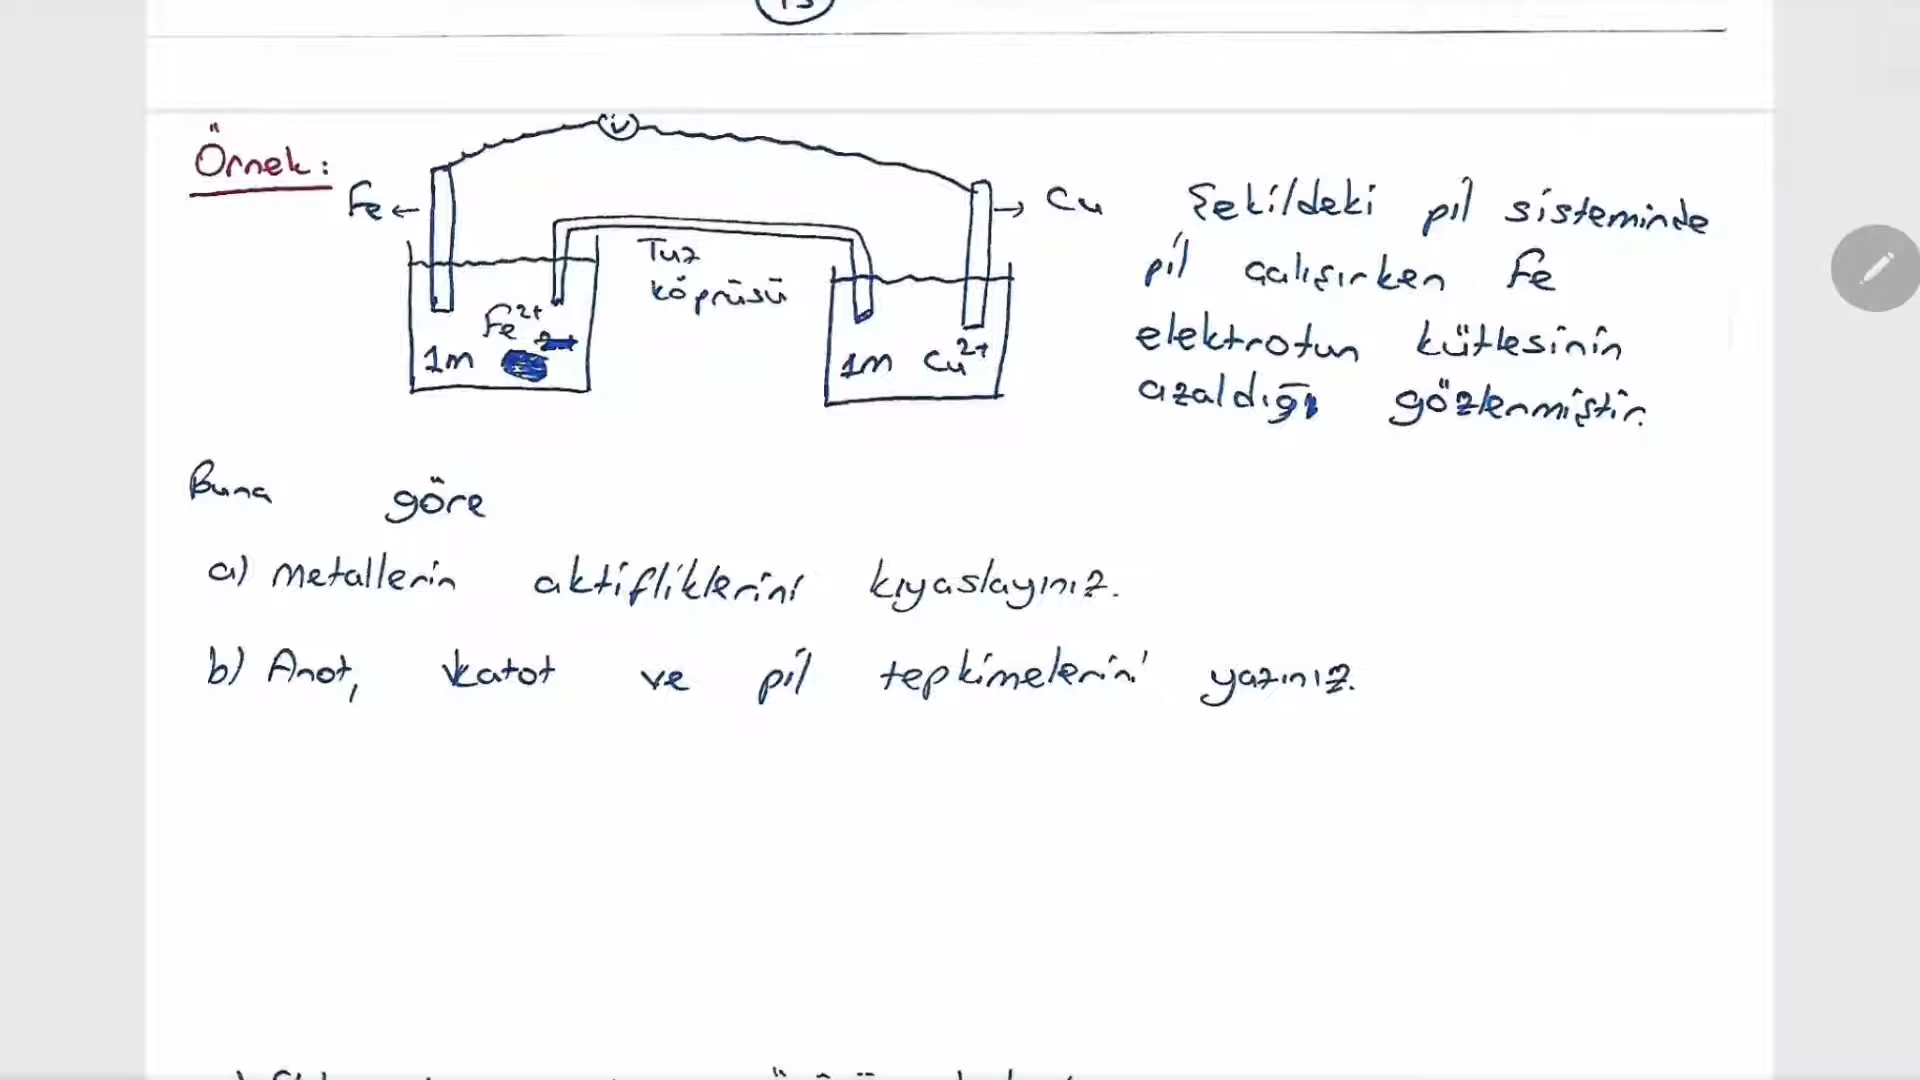 Örnek:
V
Fe ←
→ Cu
Tuz
köprüsü
Fe2+
1m
1m Cu2+
Şekildeki pil sisteminde
pil çalışırken Fe
elektrotun kütlesinin
azaldığı gözlenmiştir.
Buna göre
a) metallerin aktifliklerini kıyaslayınız.
b) Anot, katot ve pil tepkimelerini yazınız.